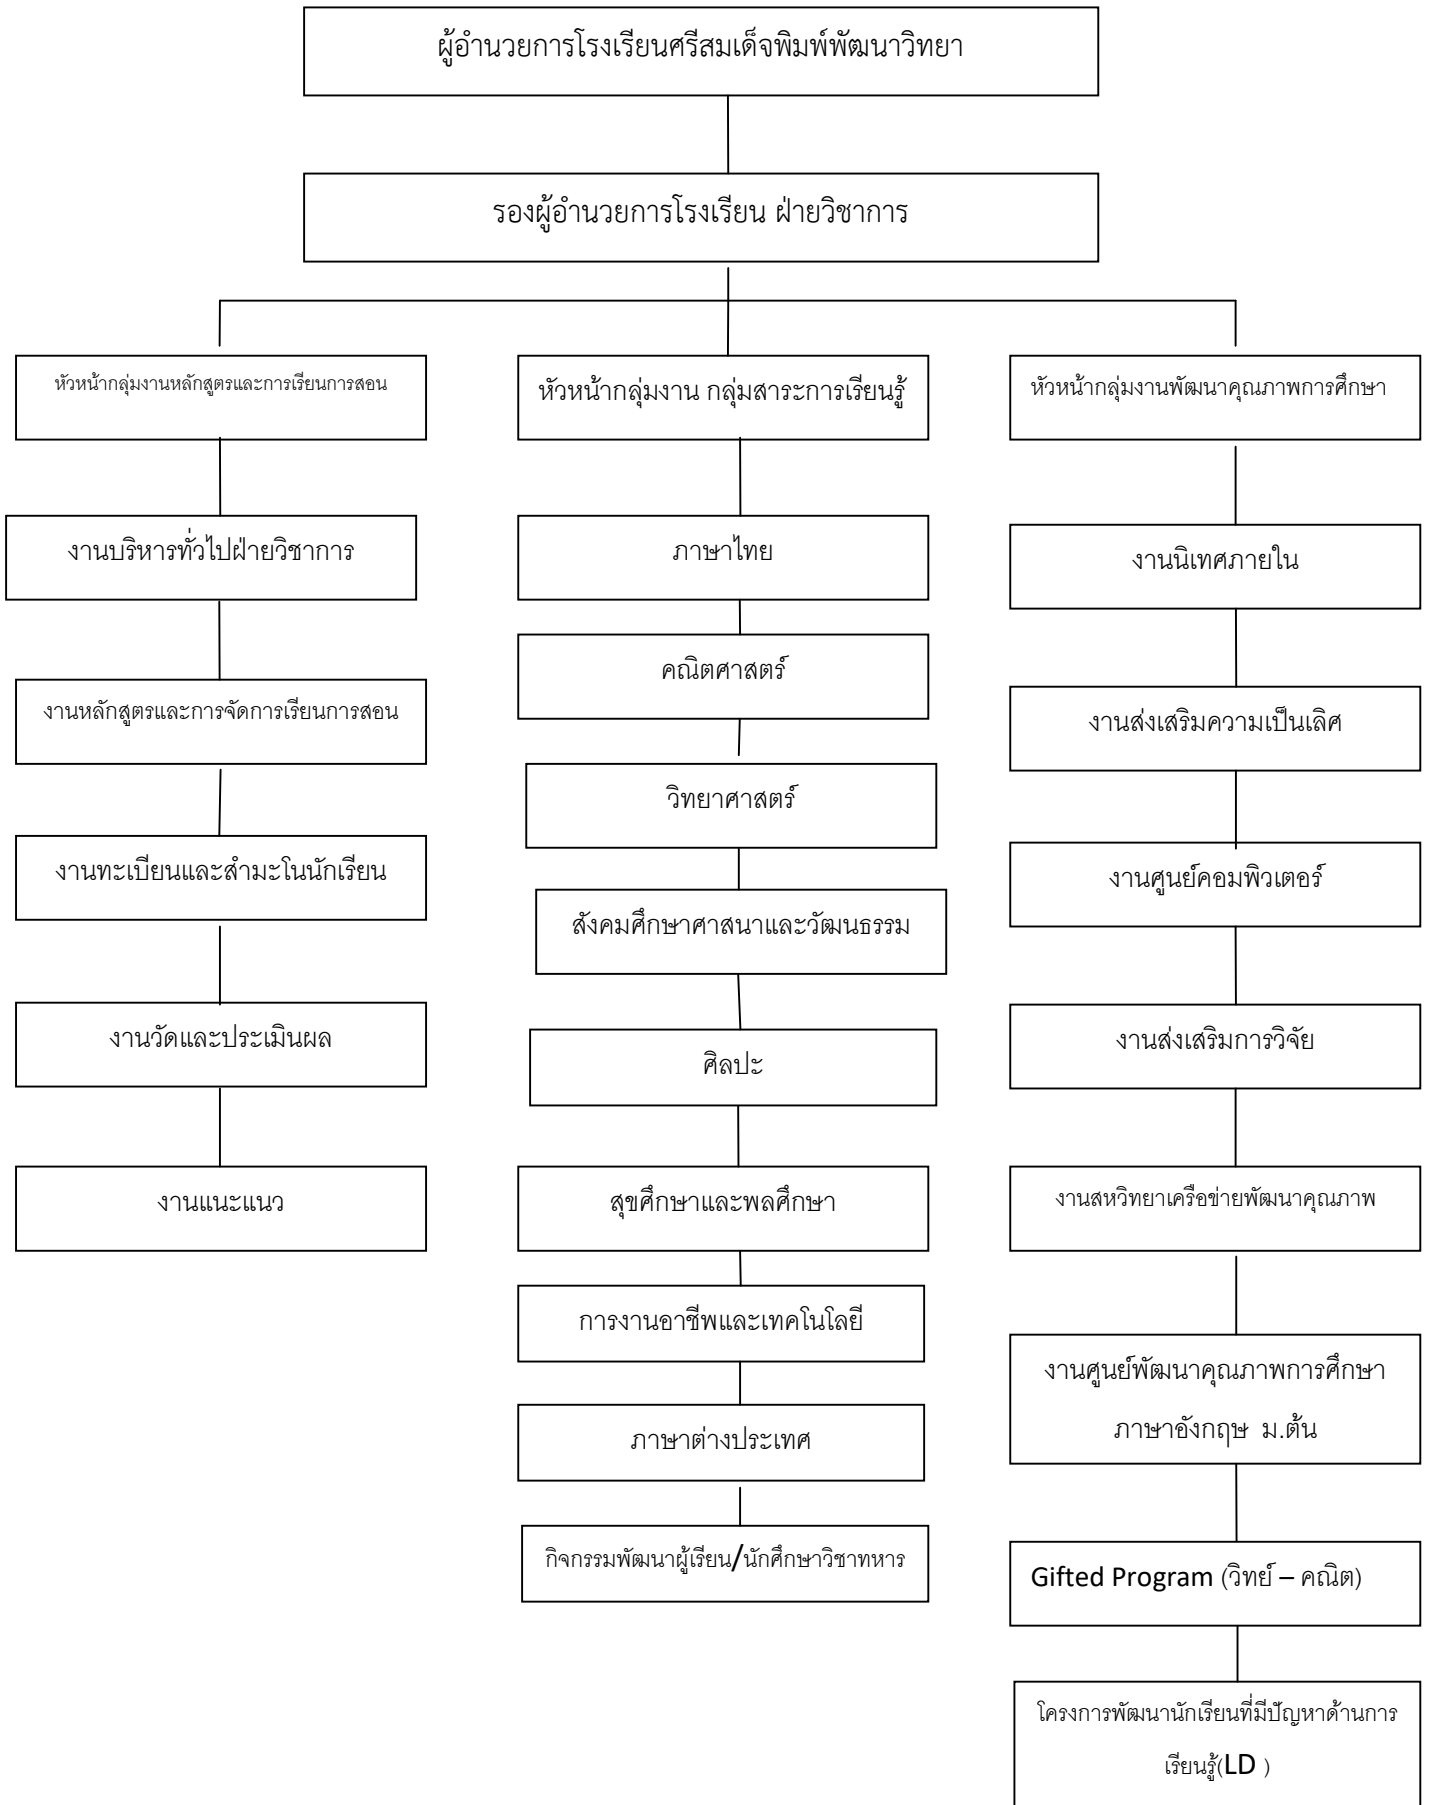 ผู้อำนวยการโรงเรียนศรีสมเด็จพิมพ์พัฒนาวิทยา
รองผู้อำนวยการโรงเรียน ฝ่ายวิชาการ
หัวหน้ากลุ่มงานหลักสูตรและการเรียนการสอน
งานบริหารทั่วไปฝ่ายวิชาการ
งานหลักสูตรและการจัดการเรียนการสอน
งานทะเบียนและสำมะโนนักเรียน
งานวัดและประเมินผล
งานแนะแนว
หัวหน้ากลุ่มงาน กลุ่มสาระการเรียนรู้
ภาษาไทย
คณิตศาสตร์
วิทยาศาสตร์
สังคมศึกษาศาสนาและวัฒนธรรม
ศิลปะ
สุขศึกษาและพลศึกษา
การงานอาชีพและเทคโนโลยี
ภาษาต่างประเทศ
กิจกรรมพัฒนาผู้เรียน/นักศึกษาวิชาทหาร
หัวหน้ากลุ่มงานพัฒนาคุณภาพการศึกษา
งานนิเทศภายใน
งานส่งเสริมความเป็นเลิศ
งานศูนย์คอมพิวเตอร์
งานส่งเสริมการวิจัย
งานสหวิทยาเครือข่ายพัฒนาคุณภาพ
งานศูนย์พัฒนาคุณภาพการศึกษา
ภาษาอังกฤษ ม.ต้น
Gifted Program (วิทย์ – คณิต)
โครงการพัฒนานักเรียนที่มีปัญหาด้านการ
เรียนรู้(LD )